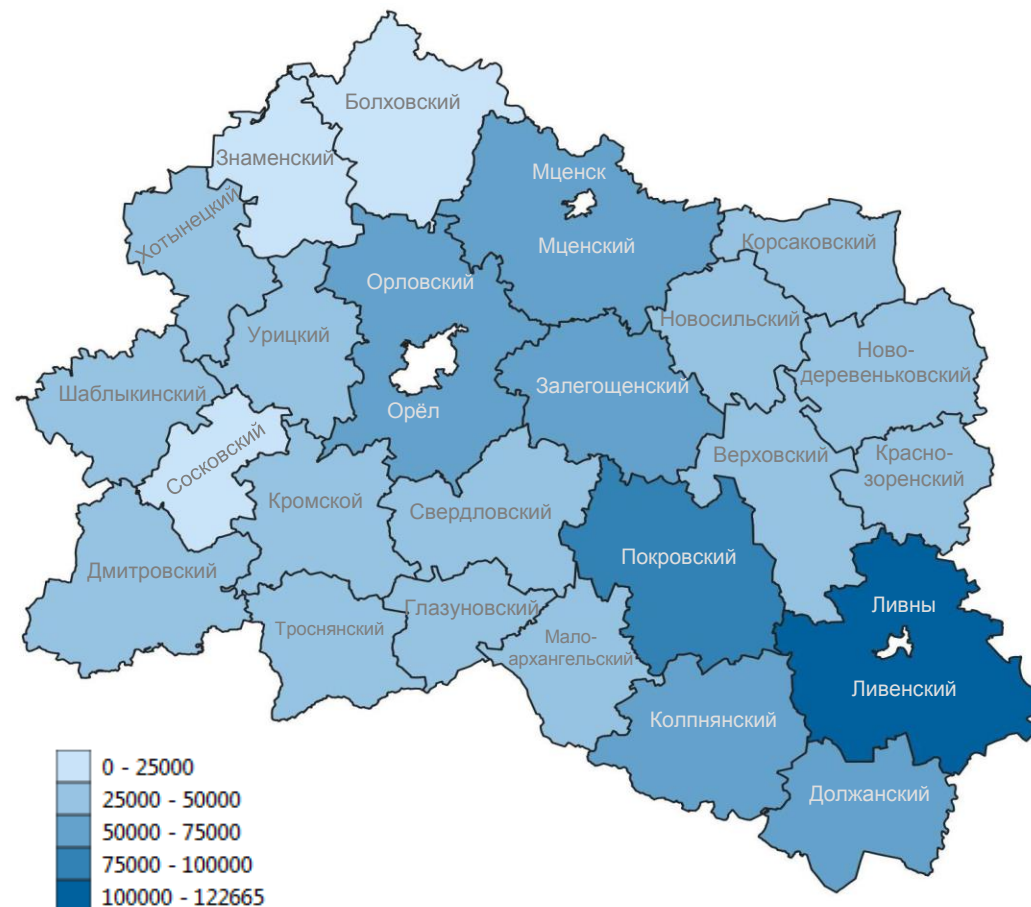 Болховский
Знаменский
Мценск
Хотынецкий
Мценский
Корсаковский
Орловский
Новосильский
Урицкий
Ново-
деревеньковский
Шаблыкинский
Залегощенский
Орёл
Сосковский
Верховский
Красно-
зоренский
Кромской
Свердловский
Покровский
Дмитровский
Ливны
Глазуновский
Троснянский
Мало-
архангельский
Ливенский
Колпнянский
Должанский
0 - 25000
25000 - 50000
50000 - 75000
75000 - 100000
100000 - 122665